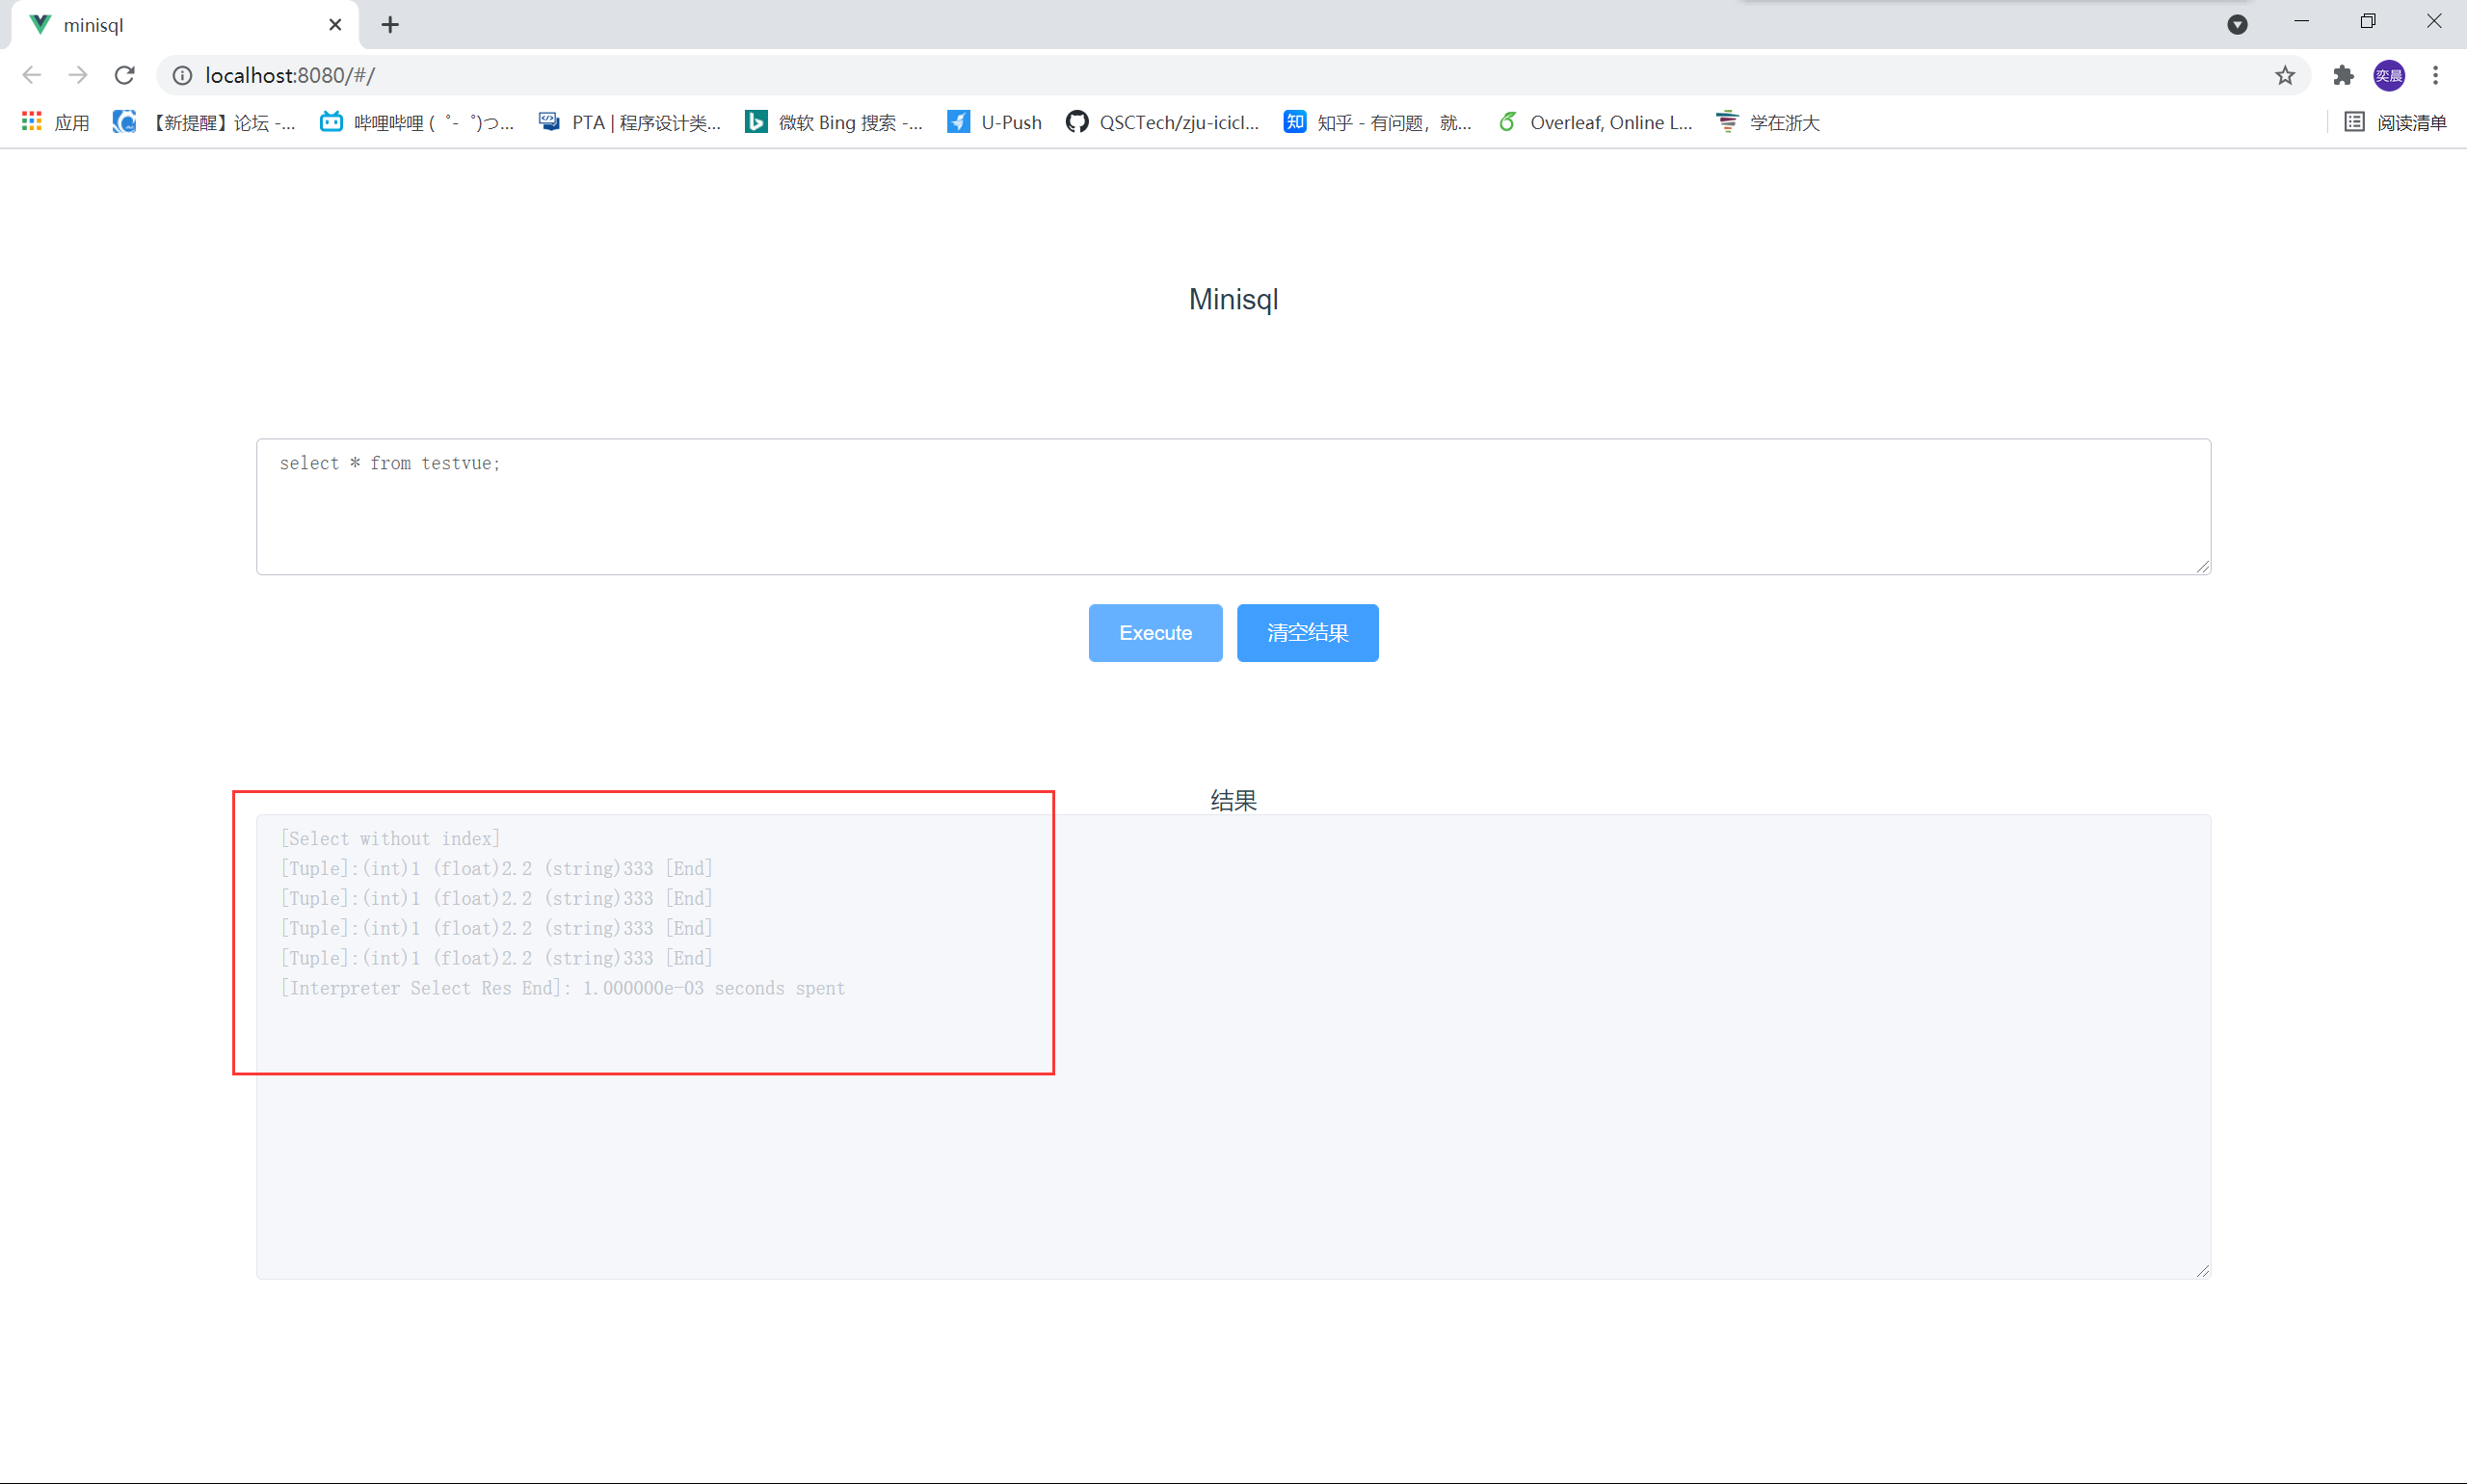 minisql
localhost:8080/#/
应用
【新提醒】论坛 -...
哔哩哔哩 ( ゜- ゜)つ...
PTA | 程序设计类...
微软 Bing 搜索 -...
U-Push
QSCTech/zju-icicl...
知
知乎 - 有问题，就...
Overleaf, Online L...
学在浙大
阅读清单
奕晨
Minisql
select * from testvue;
Execute
清空结果
结果
[Select without index]
[Tuple]:(int)1 (float)2.2 (string)333 [End]
[Tuple]:(int)1 (float)2.2 (string)333 [End]
[Tuple]:(int)1 (float)2.2 (string)333 [End]
[Tuple]:(int)1 (float)2.2 (string)333 [End]
[Interpreter Select Res End]: 1.000000e-03 seconds spent